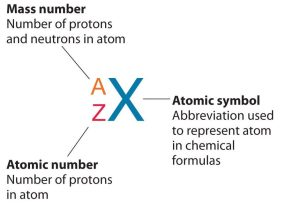 Mass number
Number of protons
and neutrons in atom
A
Z
X
Atomic symbol
Abbreviation used
to represent atom
in chemical
formulas
Atomic number
Number of protons
in atom